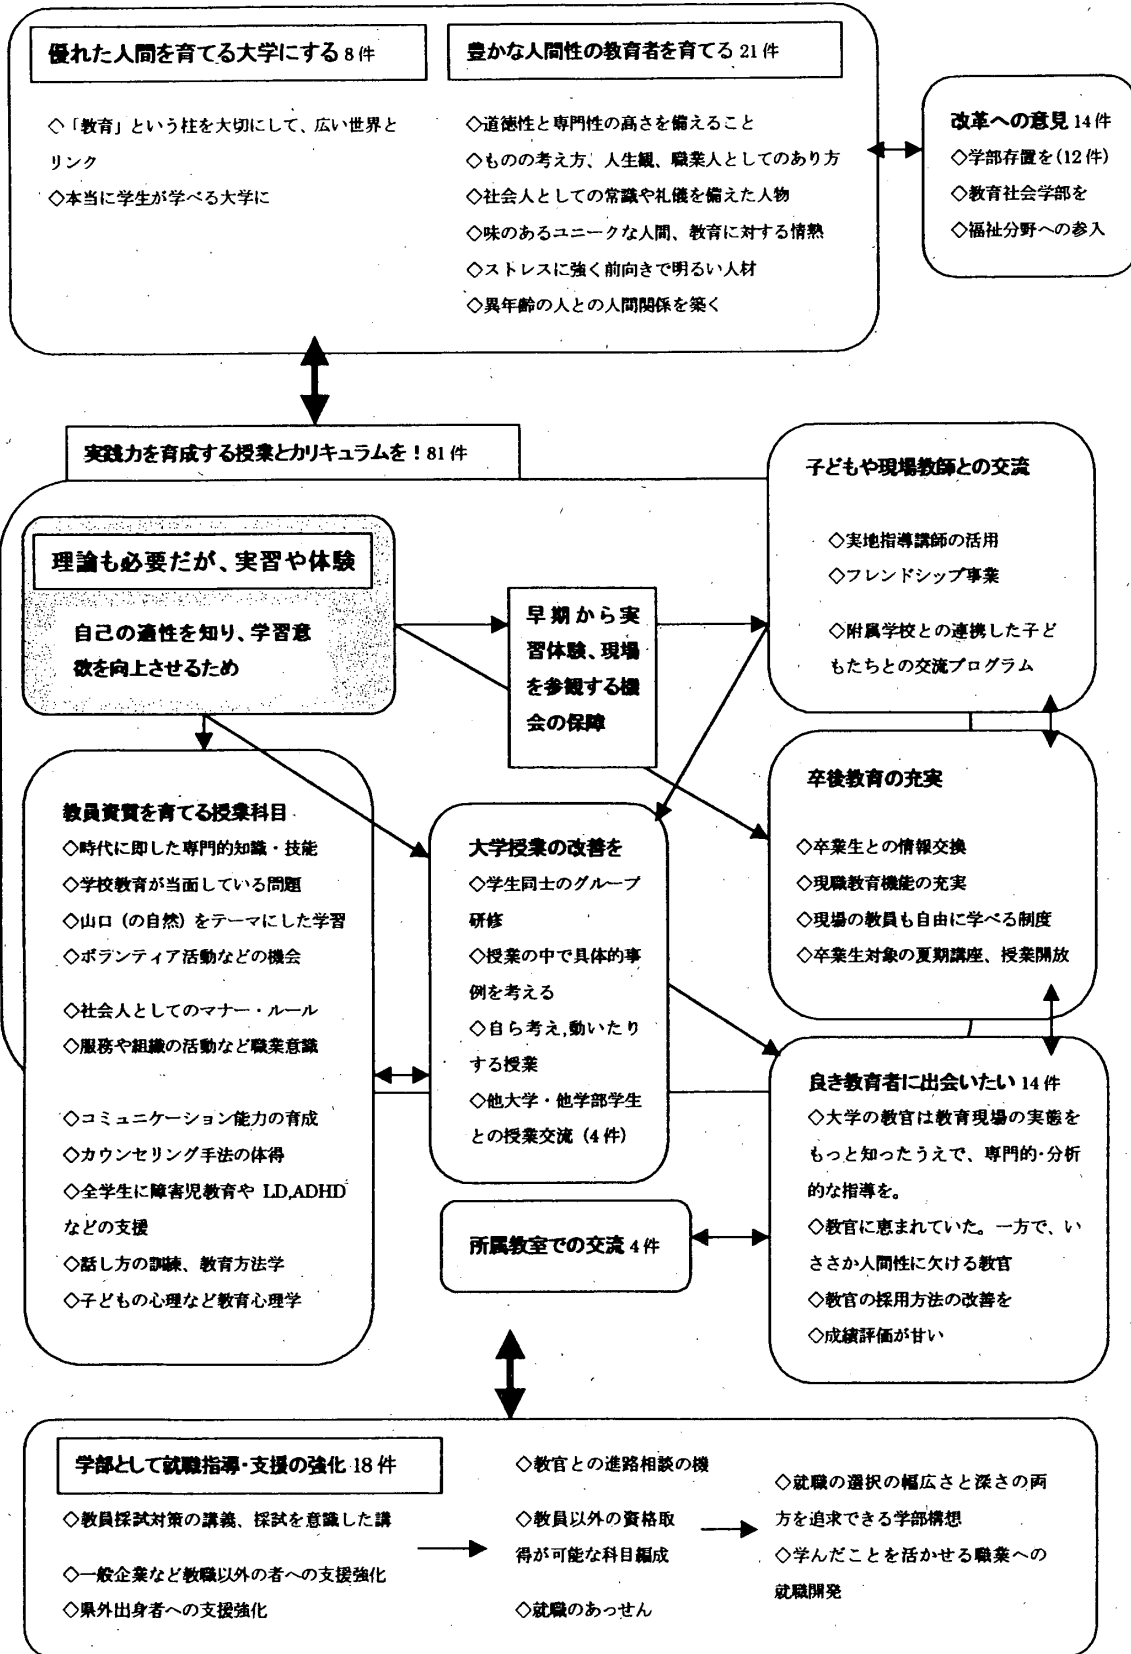 優れた人間を育てる大学にする 8 件
◇「教育」という柱を大切にして、広い世界と
リンク
◇本当に学生が学べる大学に
豊かな人間性の教育者を育てる 21 件
◇道徳性と専門性の高さを備えること
◇ものの考え方、人生観、職業人としてのあり方
◇社会人としての常識や礼儀を備えた人物
◇味のあるユニークな人間、教育に対する情熱
◇ストレスに強く前向きで明るい人材
◇異年齢の人との人間関係を築く
改革への意見 14 件
◇学部存置を(12 件)
◇教育社会学部を
◇福祉分野への参入
実践力を育成する授業とカリキュラムを！81 件
理論も必要だが、実習や体験
自己の適性を知り、学習意
欲を向上させるため
早期から実
習体験、現場
を参観する機
会の保障
子どもや現場教師との交流
◇実地指導講師の活用
◇フレンドシップ事業
◇附属学校との連携した子ど
もたちとの交流プログラム
教員資質を育てる授業科目
◇時代に即した専門的知識・技能
◇学校教育が当面している問題
◇山口（の自然）をテーマにした学習
◇ボランティア活動などの機会
◇社会人としてのマナー・ルール
◇服務や組織の活動など職業意識
◇コミュニケーション能力の育成
◇カウンセリング手法の体得
◇全学生に障害児教育や LD,ADHD
などの支援
◇話し方の訓練、教育方法学
◇子どもの心理など教育心理学
大学授業の改善を
◇学生同士のグループ
研修
◇授業の中で具体的事
例を考える
◇自ら考え,動いたり
する授業
◇他大学・他学部学生
との授業交流（4 件）
卒後教育の充実
◇卒業生との情報交換
◇現職教育機能の充実
◇現場の教員も自由に学べる制度
◇卒業生対象の夏期講座、授業開放
良き教育者に出会いたい 14 件
◇大学の教官は教育現場の実態を
もっと知ったうえで、専門的・分析
的な指導を。
◇教官に恵まれていた。一方で、い
ささか人間性に欠ける教官
◇教官の採用方法の改善を
◇成績評価が甘い
所属教室での交流 4 件
学部として就職指導・支援の強化 18 件
◇教員採試対策の講義、採試を意識した講
◇一般企業など教職以外の者への支援強化
◇県外出身者への支援強化
◇教官との進路相談の機
◇教員以外の資格取
得が可能な科目編成
◇就職のあっせん
◇就職の選択の幅広さと深さの両
方を追求できる学部構想
◇学んだことを活かせる職業への
就職開発